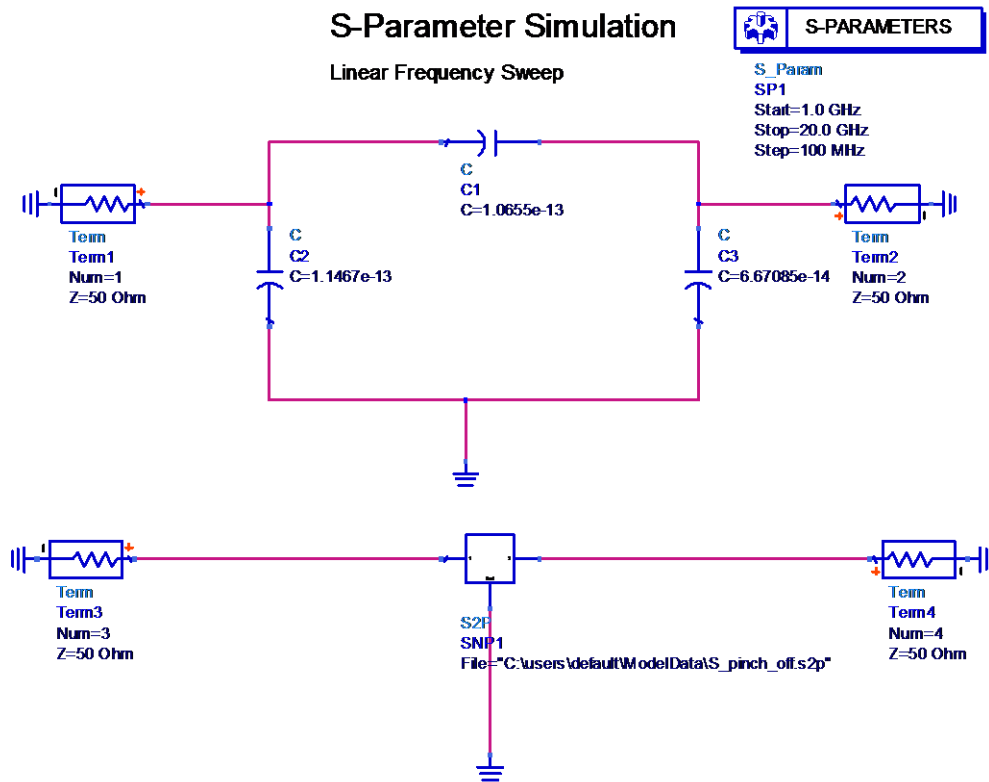 S-Parameter Simulation
Linear Frequency Sweep
S-PARAMETERS
S_Param
SP1
Start=1.0 GHz
Stop=20.0 GHz
Step=100 MHz
C
C1
C=1.0655e-13
Term
Term1
Num=1
Z=50 Ohm
C
C2
C=1.1467e-13
C
C3
C=6.67085e-14
Term
Term2
Num=2
Z=50 Ohm
Term
Term3
Num=3
Z=50 Ohm
S2P
SNP1
File="C:\users\default\ModelData\S_pinch_off.s2p"
Term
Term4
Num=4
Z=50 Ohm